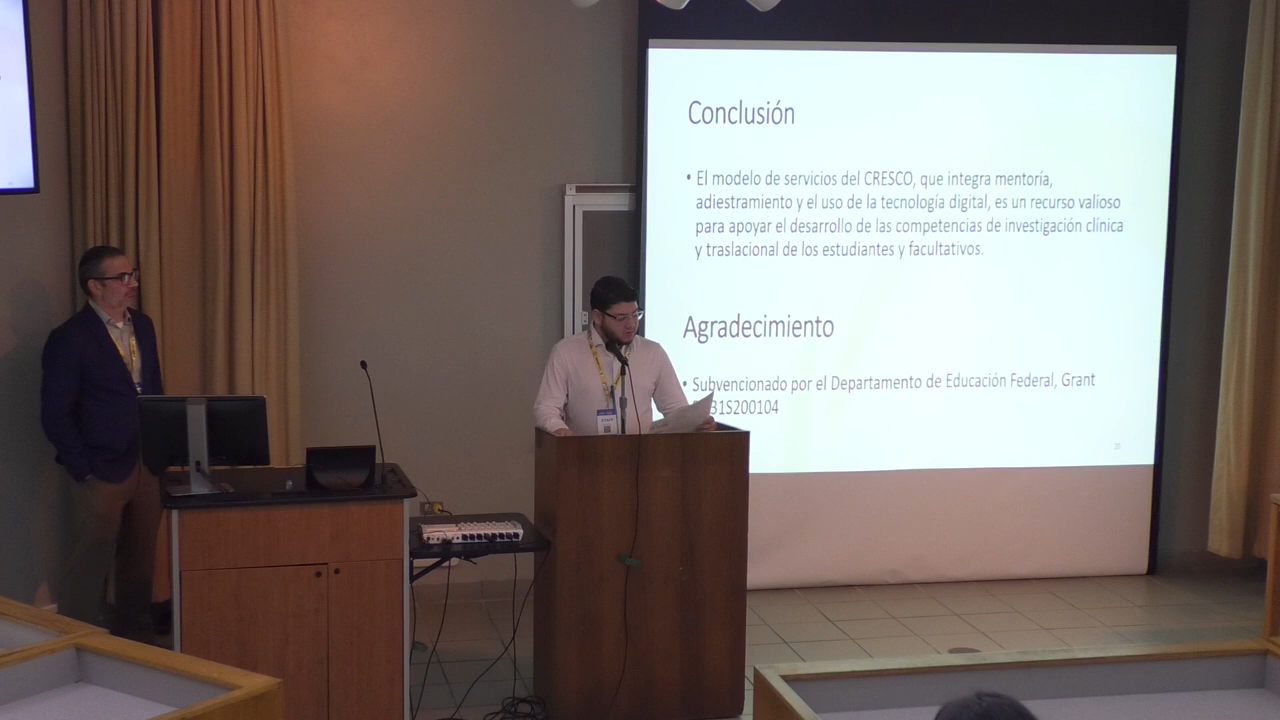 Conclusión
• El modelo de servicios del CRESCO, que integra mentoría,
adiestramiento y el uso de la tecnología digital, es un recurso valioso
para apoyar el desarrollo de las competencias de investigación clínica
y traslacional de los estudiantes y facultativos.
Agradecimiento
• Subvencionado por el Departamento de Educación Federal, Grant
31S200104